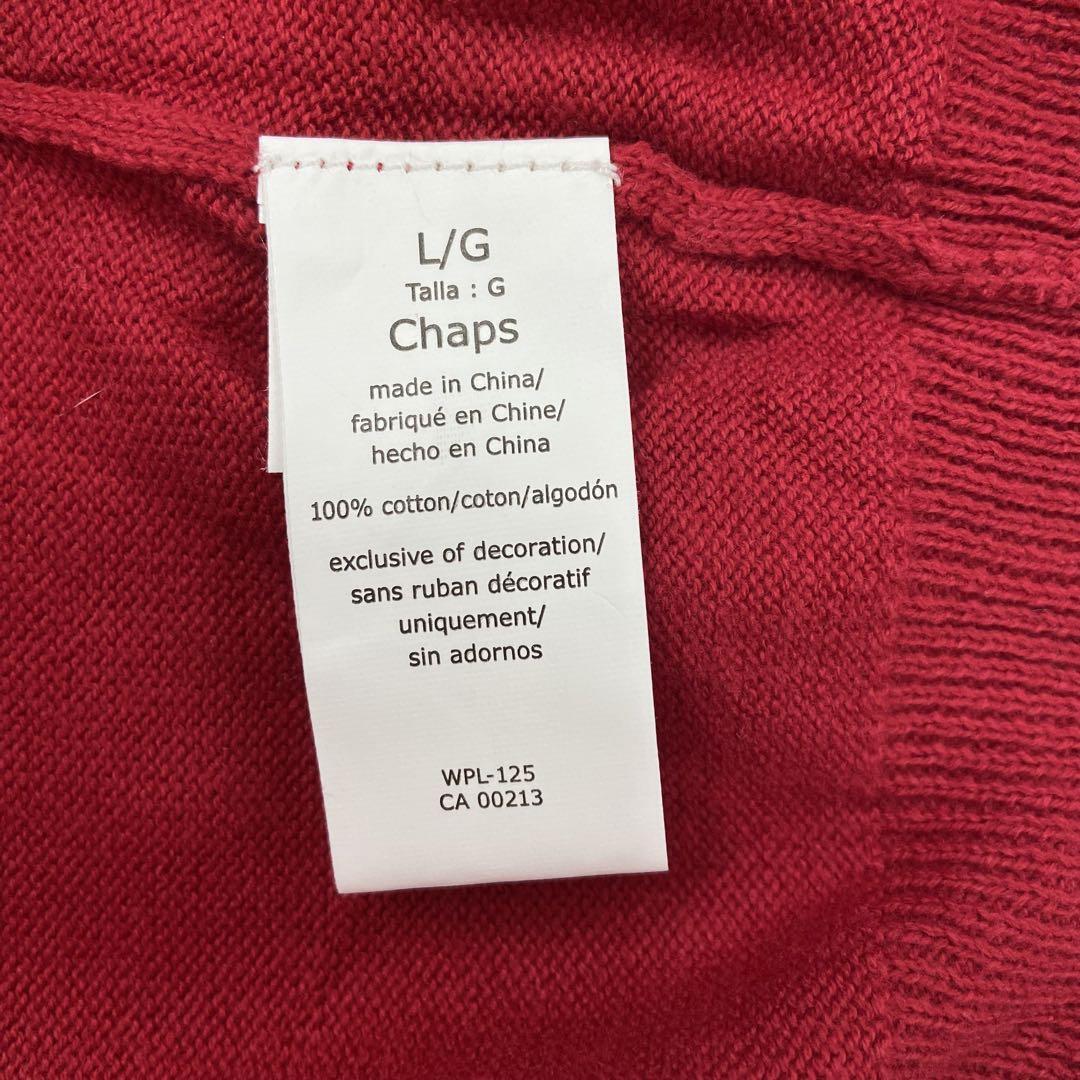 L/G
Talla : G
Chaps
made in China/
fabriqué en Chine/
hecho en China
100% cotton/coton/algodón
exclusive of decoration/
sans ruban décoratif
uniquement/
sin adornos
WPL-125
CA 00213